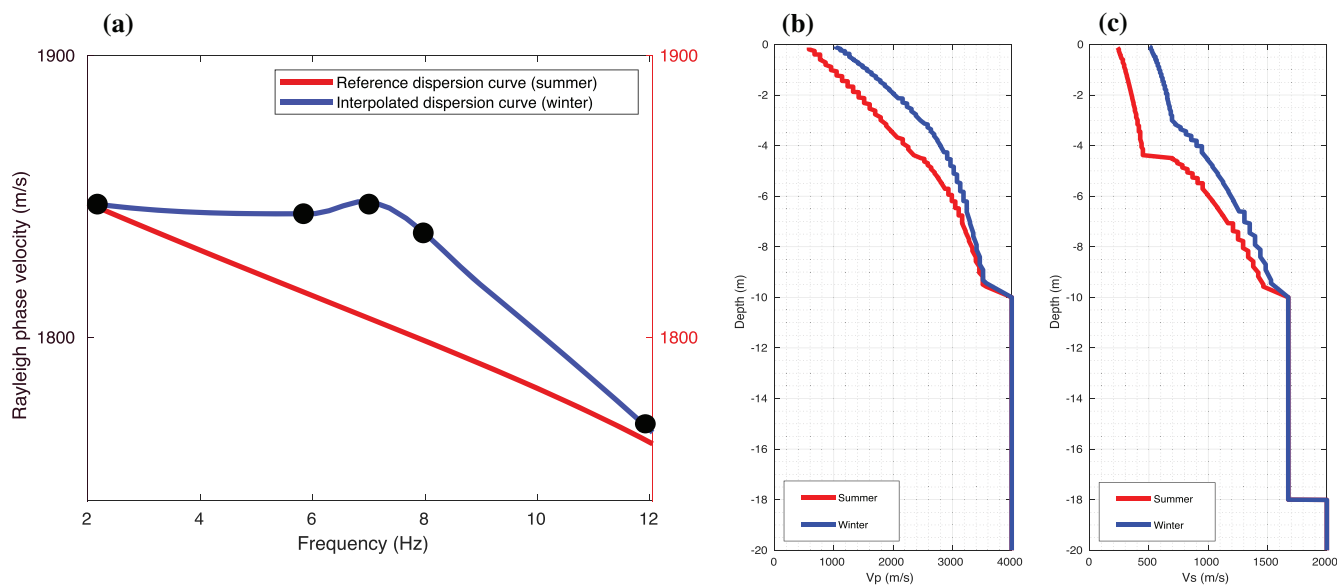 (a)
1900
1800
Rayleigh phase velocity (m/s)
Reference dispersion curve (summer)
Interpolated dispersion curve (winter)
1900
1800
2 4 6 8 10 12
Frequency (Hz)
(b)
0
-2
-4
-6
-8
-10
-12
-14
-16
-18
-20
Depth (m)
Summer
Winter
0 1000 2000 3000 4000
Vp (m/s)
(c)
0
-2
-4
-6
-8
-10
-12
-14
-16
-18
-20
Depth (m)
Summer
Winter
0 500 1000 1500 2000
Vs (m/s)